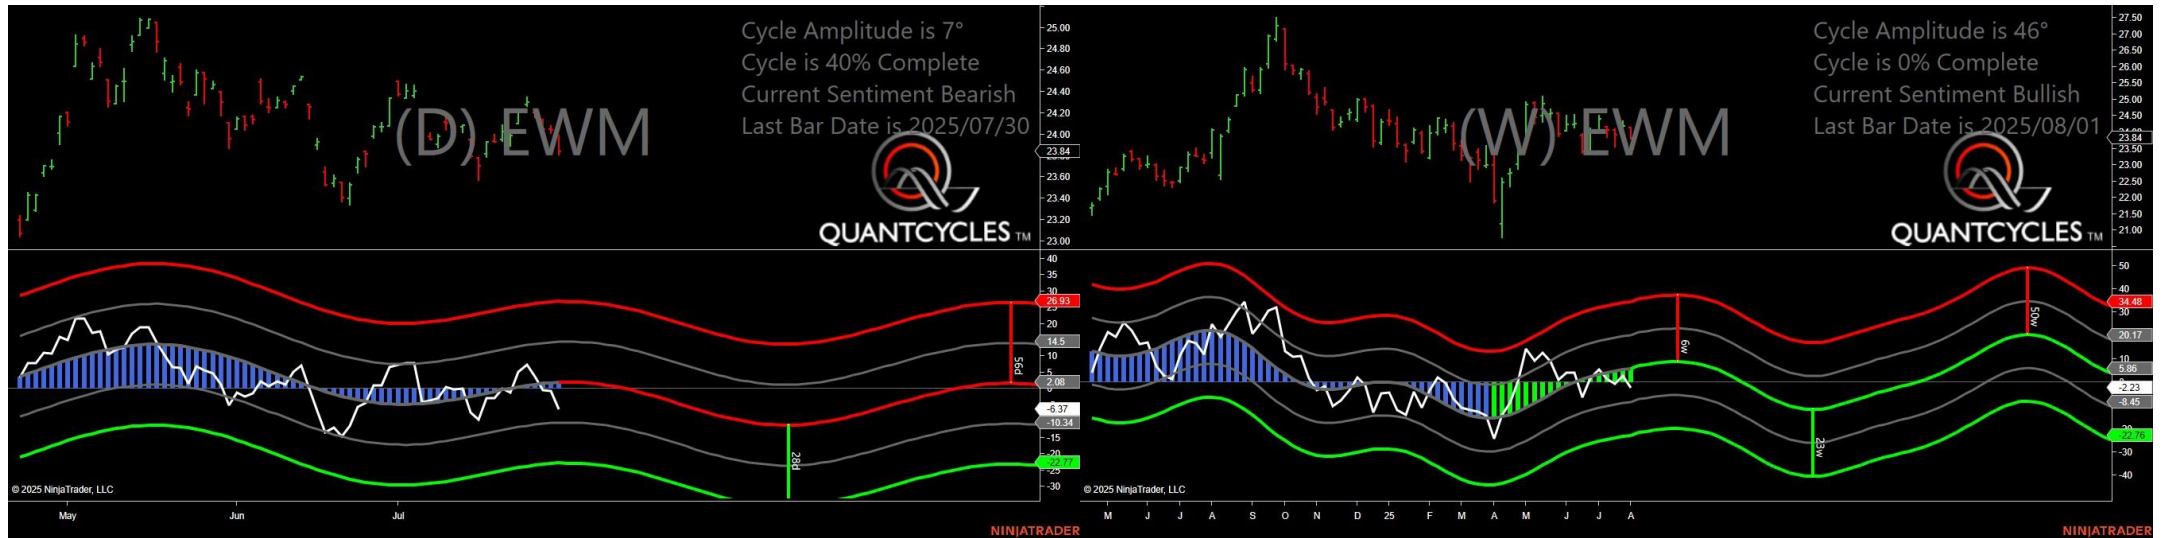 Cycle Amplitude is 7°
Cycle is 40% Complete
Current Sentiment Bearish
Last Bar Date is 2025/07/30
(D) EWM
QUANTCYCLES TM
25.00
24.80
24.60
24.40
24.20
24.00
23.84
23.60
23.40
23.20
23.00
40
35
30
26.93
25
20
14.5
10
5
2.08
-6.37
-10.34
-15
-20
-22.77
-25
-30
56d
28d
© 2025 NinjaTrader, LLC
May
Jun
Jul
NINJATRADER
Cycle Amplitude is 46°
Cycle is 0% Complete
Current Sentiment Bullish
Last Bar Date is 2025/08/01
(W) EWM
QUANTCYCLES TM
27.50
27.00
26.50
26.00
25.50
25.00
24.50
23.84
23.50
23.00
22.50
22.00
21.50
21.00
50
40
34.48
30
20.17
10
5.86
-2.23
-8.45
-22.76
-30
-40
6w
23w
50w
© 2025 NinjaTrader, LLC
M
J
J
A
S
O
N
D
25
F
M
A
M
J
J
A
NINJATRADER